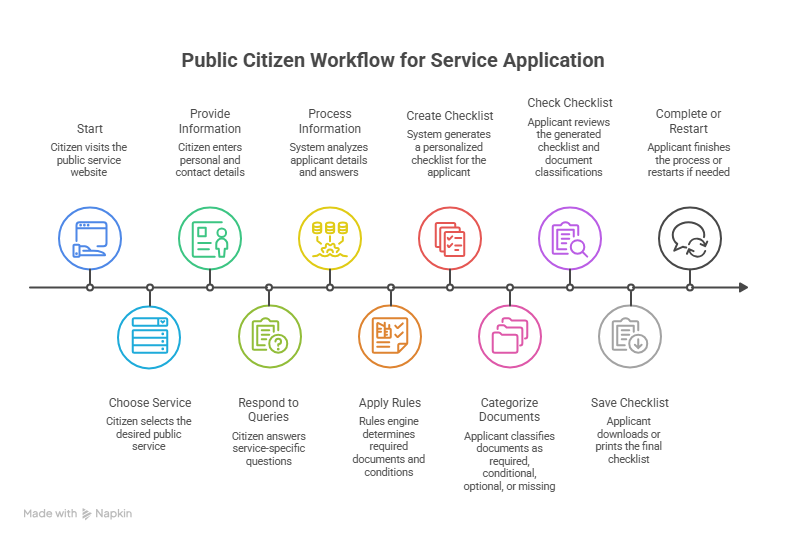 Public Citizen Workflow for Service Application
Start
Citizen visits the
public service
website
Provide
Information
Citizen enters
personal and
contact details
Process
Information
System analyzes
applicant details
and answers
Create Checklist
System generates
a personalized
checklist for the
applicant
Check Checklist
Applicant reviews
the generated
checklist and
document
classifications
Complete or
Restart
Applicant finishes
the process or
restarts if needed
Choose Service
Citizen selects the
desired public
service
Respond to
Queries
Citizen answers
service-specific
questions
Apply Rules
Rules engine
determines
required
documents and
conditions
Categorize
Documents
Applicant classifies
documents as
required,
conditional,
optional, or missing
Save Checklist
Applicant
downloads or
prints the final
checklist
Made with Napkin